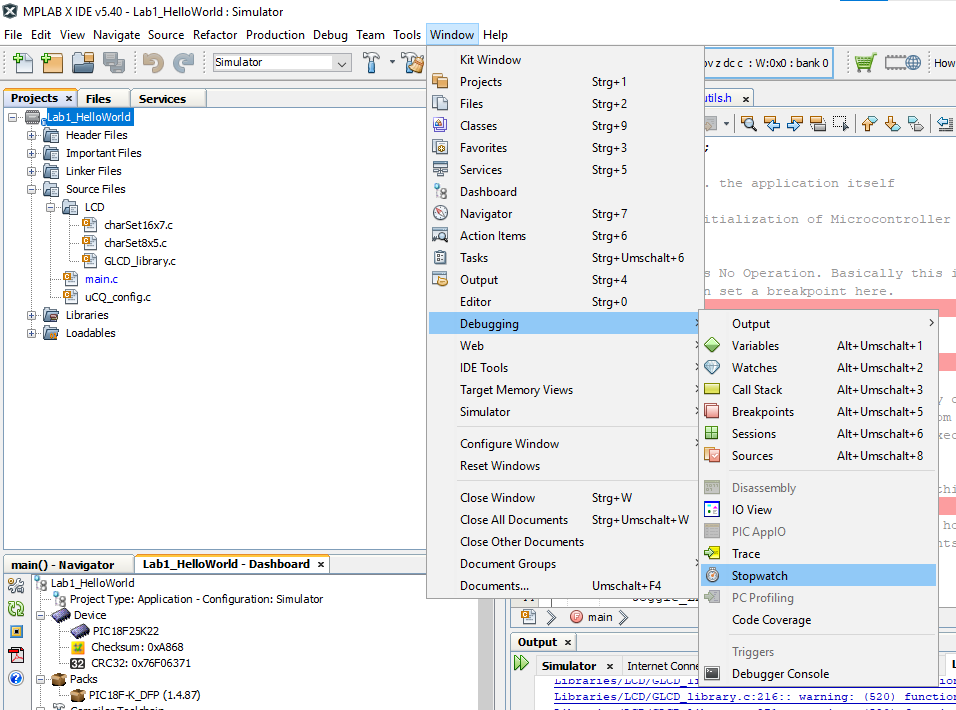 MPLAB X IDE v5.40 - Lab1_HelloWorld : Simulator
File Edit View Navigate Source Refactor Production Debug Team Tools Window Help
Simulator
ov z dc c : W:0x0 : bank 0
How
Projects × Files Services
Lab1_HelloWorld
Header Files
Important Files
Linker Files
Source Files
LCD
charSet16x7.c
charSet8x5.c
GLCD_library.c
main.c
uCQ_config.c
Libraries
Loadables
Kit Window
Projects Strg+1
Files Strg+2
Classes Strg+9
Favorites Strg+3
Services Strg+5
Dashboard
Navigator Strg+7
Action Items Strg+6
Tasks Strg+Umschalt+6
Output Strg+4
Editor Strg+0
Debugging
Web
IDE Tools
Target Memory Views
Simulator
Configure Window
Reset Windows
Close Window Strg+W
Close All Documents Strg+Umschalt+W
Close Other Documents
Document Groups
Documents... Umschalt+F4
utils.h ×
;
. the application itself
itialization of Microcontroller
s No Operation. Basically this i
n set a breakpoint here.
Output
Variables Alt+Umschalt+1
Watches Alt+Umschalt+2
Call Stack Alt+Umschalt+3
Breakpoints Alt+Umschalt+5
Sessions Alt+Umschalt+6
Sources Alt+Umschalt+8
Disassembly
IO View
PIC AppIO
Trace
Stopwatch
PC Profiling
Code Coverage
Triggers
Debugger Console
main() - Navigator Lab1_HelloWorld - Dashboard ×
Lab1_HelloWorld
Project Type: Application - Configuration: Simulator
Device
PIC18F25K22
Checksum: 0xA868
CRC32: 0x76F06371
Packs
PIC18F-K_DFP (1.4.87)
Compiler Toolchain
main
Output ×
Simulator × Internet Conne
Libraries/LCD/GLCD_li
Libraries/LCD/GLCD_library.c:216:: warning: (520) function